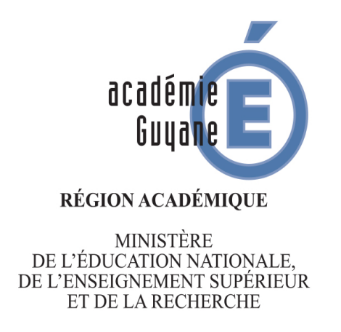 académie
Guyane
É
RÉGION ACADÉMIQUE
MINISTÈRE
DE L'ÉDUCATION NATIONALE,
DE L'ENSEIGNEMENT SUPÉRIEUR
ET DE LA RECHERCHE